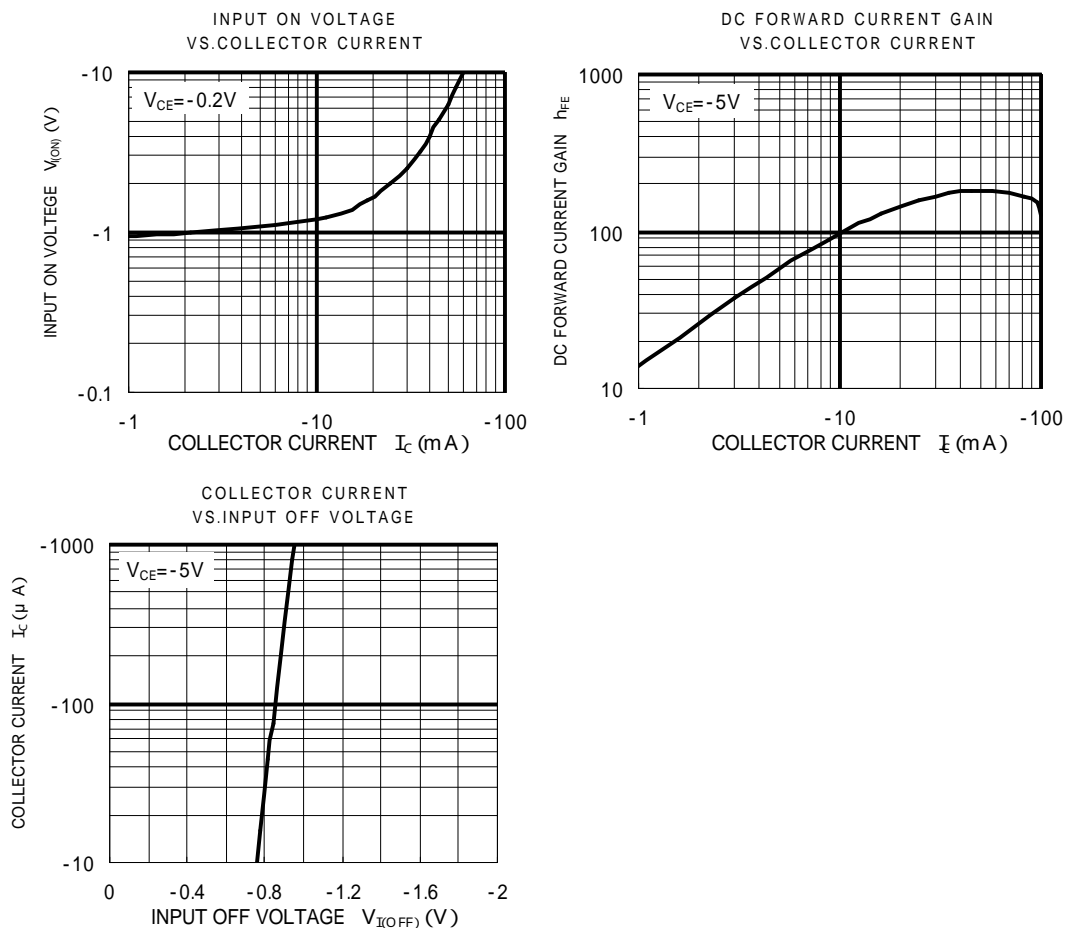 INPUT ON VOLTAGE
VS.COLLECTOR CURRENT
-10
-1
-0.1
INPUT ON VOLTEGE VI(ON) (V)
VCE=-0.2V
-1 -10 -100
COLLECTOR CURRENT IC (mA)
DC FORWARD CURRENT GAIN
VS.COLLECTOR CURRENT
1000
100
10
DC FORWARD CURRENT GAIN hFE
VCE=-5V
-1 -10 -100
COLLECTOR CURRENT (mA)
COLLECTOR CURRENT
VS.INPUT OFF VOLTAGE
-1000
-100
-10
COLLECTOR CURRENT IC (μ A)
VCE=-5V
0 -0.4 -0.8 -1.2 -1.6 -2
INPUT OFF VOLTAGE VI(OFF) (V)